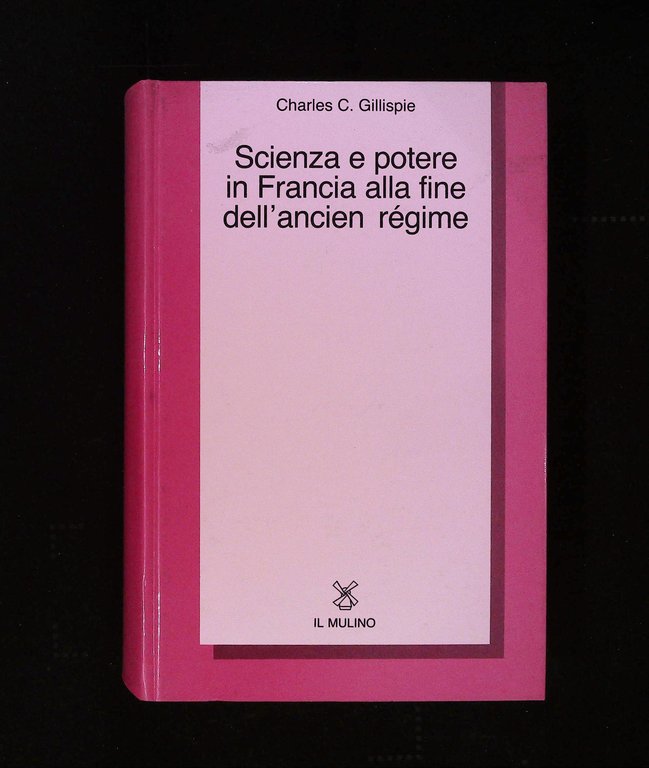 Charles C. Gillispie
Scienza e potere
in Francia alla fine
dell'ancien régime
IL MULINO